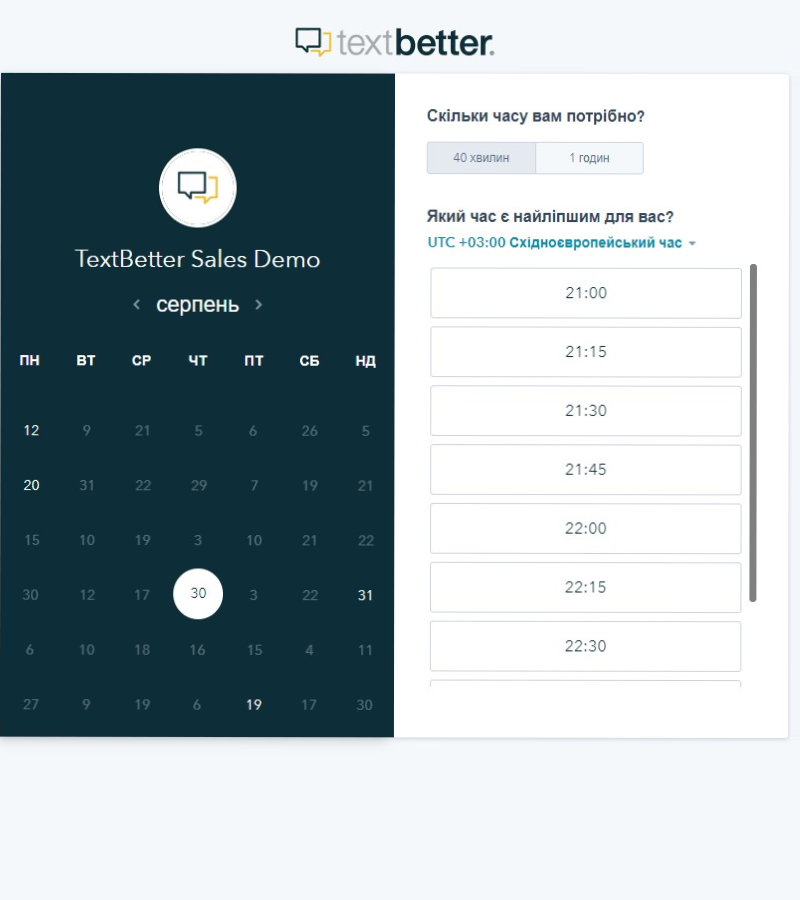 textbetter.
TextBetter Sales Demo
серпень
ПН ВТ СР ЧТ ПТ СБ НД
12 9 21 5 6 26 5
20 31 22 29 7 19 21
15 10 19 3 10 21 22
30 12 17 30 3 22 31
6 10 18 16 15 4 11
27 9 19 6 19 17 30
Скільки часу вам потрібно?
40 хвилин 1 годин
Який час є найліпшим для вас?
UTC +03:00 Східноєвропейський час
21:00
21:15
21:30
21:45
22:00
22:15
22:30